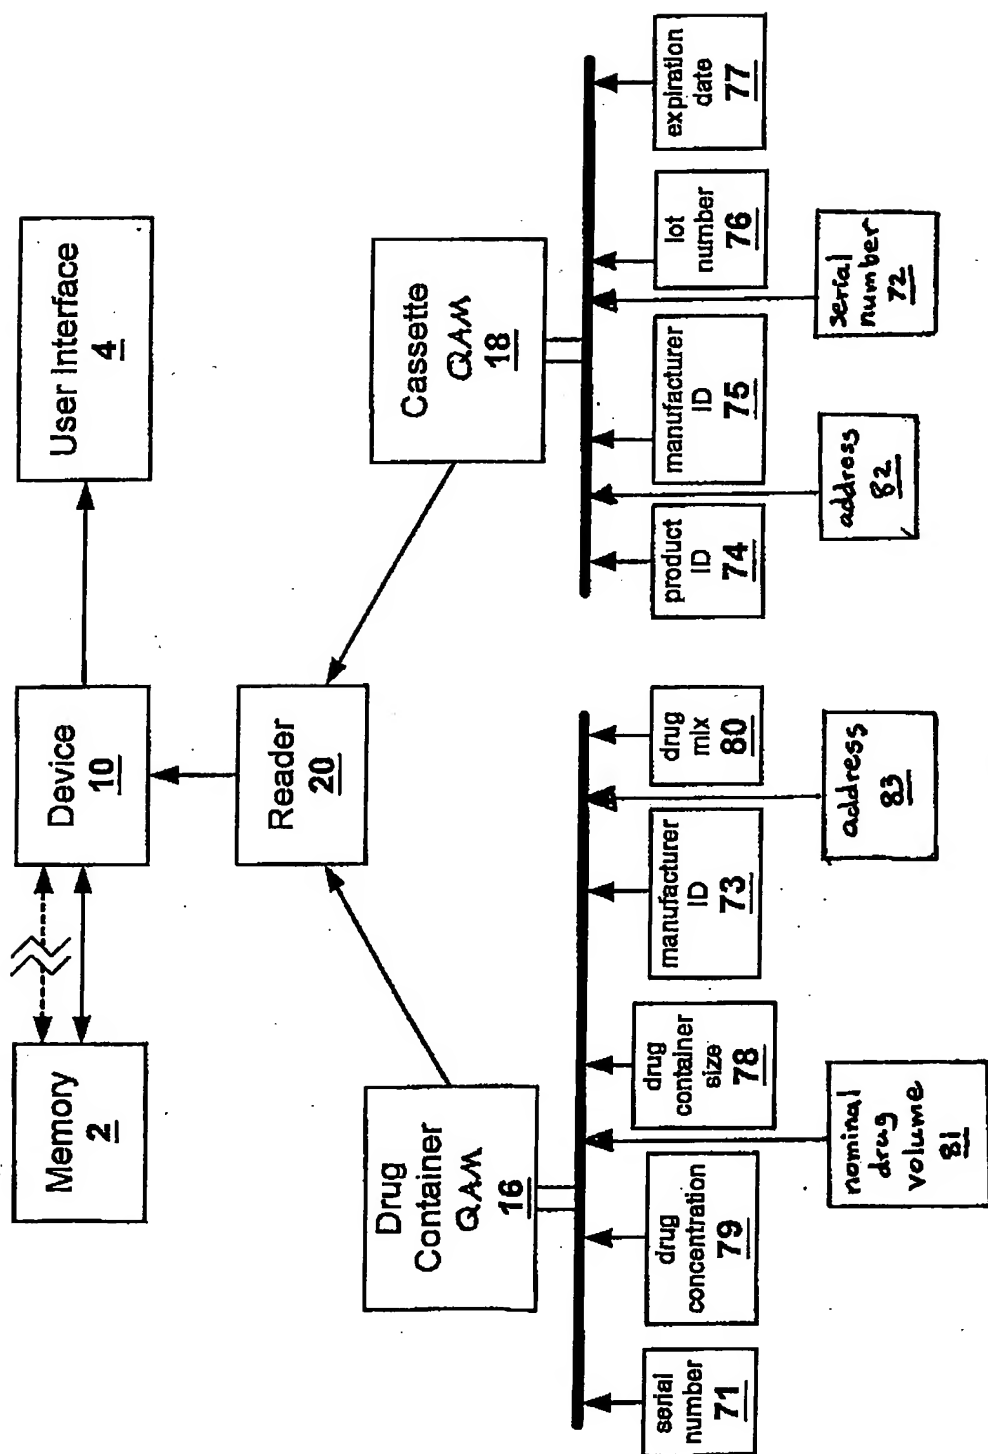 Memory
2
Device
10
User Interface
4
Reader
20
Drug
Container
QAM
16
Cassette
QAM
18
serial
number
71
drug
concentration
79
drug
container
size
78
manufacturer
ID
73
drug
mix
80
nominal
drug
volume
81
address
83
product
ID
74
manufacturer
ID
75
lot
number
76
expiration
date
77
address
82
serial
number
72